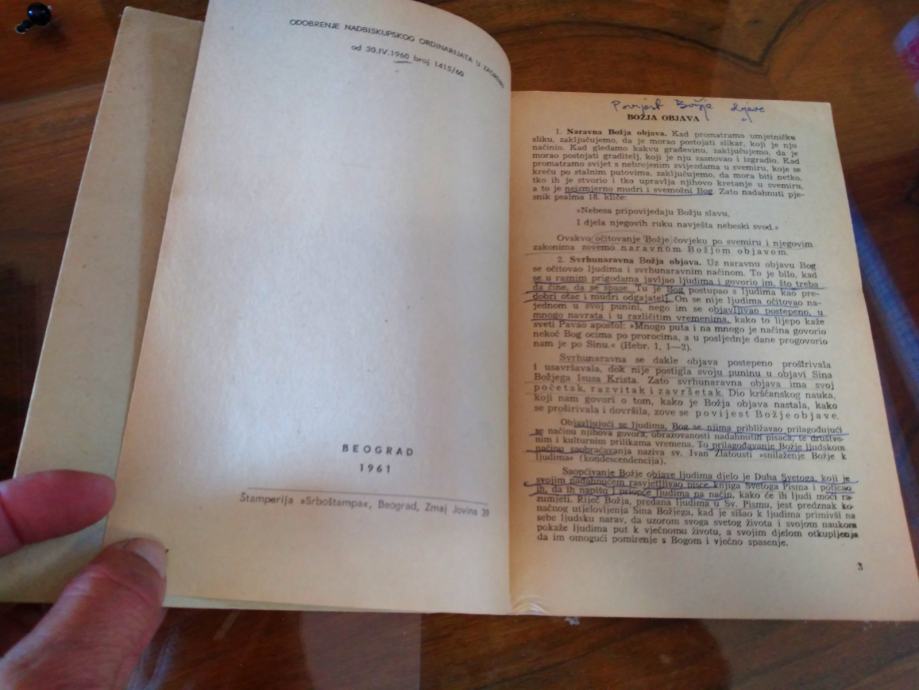 ODOBRENJE NADBISKUPSKOG ORDINARIJATA U ZAGREBU
od 30.IV.1960 broj 1415/60
BEOGRAD
1961
Štamparija »Srboštampa«, Beograd, Zmaj Jovina 39
Povijest Božje objave
BOŽJA OBJAVA
1. Naravna Božja objava. Kad promatramo umjetničku
sliku, zaključujemo, da je morao postojati slikar, koji je nju
načinio. Kad gledamo kakvu građevinu, zaključujemo, da je
morao postojati graditelj, koji je nju zasnovao i izgradio. Kad
promatramo svijet s nebrojenim zvijezdama u svemiru, koje se
kreću po stalnim putovima, zaključujemo, da mora biti netko,
tko ih je stvorio i tko upravlja njihovo kretanje u svemiru,
a to je neizmjerno mudri i svemožni Bog. Zato nadahnuti pje-
snik psalma 18. kliče:
»Nebesa pripovijedaju Božju slavu,
I djela njegovih ruku navješta nebeski svod.«
Ovakvo očitovanje Božje čovjeku po svemiru i njegovim
zakonima zovemo naravnom Božjom objavom.
2. Svrhunaravna Božja objava. Uz naravnu objavu Bog
se očitovao ljudima i svrhunaravnim načinom. To je bilo, kad
se u raznim prigodama javljao ljudima i govorio im, što treba
da čine, da se spase. Tu je Bog postupao s ljudima kao pre-
dobri otac i mudri odgajatelj. On se nije ljudima očitovao na-
jednom u svoj punini, nego im se objavljivao postepeno, u
mnogo navrata i u različitim vremenima, kako to lijepo kaže
sveti Pavao apostol: »Mnogo puta i na mnogo je načina govorio
nekoć Bog ocima po prorocima, a u posljednje dane progovorio
nam je po Sinu.« (Hebr. 1, 1—2).
Svrhunaravna se dakle objava postepeno proširivala
i usavršavala, dok nije postigla svoju puninu u objavi Sina
Božjega Isusa Krista. Zato svrhunaravna objava ima svoj
početak, razvitak i završetak. Dio kršćanskog nauka,
koji nam govori o tom, kako je Božja objava nastala, kako
se proširivala i dovršila, zove se povijest Božje objave.
Objavljujući se ljudima, Bog se njima približavao prilagođujući
se načinu njihova govora, obrazovanosti nadahnutih pisaca, te društve-
nim i kulturnim prilikama vremena. To prilagođavanje Božje ljudskom
načinu saobraćavanja naziva sv. Ivan Zlatousti »snilaženje Božje k
ljudima« (kondescendencija).
Saopćivanje Božje objave ljudima djelo je Duha Svetoga, koji je
svojim nadahnućem rasvjetljivao pisce knjiga Svetoga Pisma i poticao
ih, da ih napišu i priopće ljudima na način, kako će ih ljudi moći ra-
zumjeti. Riječ Božja, predana ljudima u Sv. Pismu, jest predznak ko-
načnog utjelovljenja Sina Božjega, kad je sišao k ljudima primivši na
sebe ljudsku narav, da uzorom svoga svetog života i svojom naukom
pokaže ljudima put k vječnomu životu, a svojim djelom otkupljenja
da im omogući pomirenje s Bogom i vječno spasenje.
3